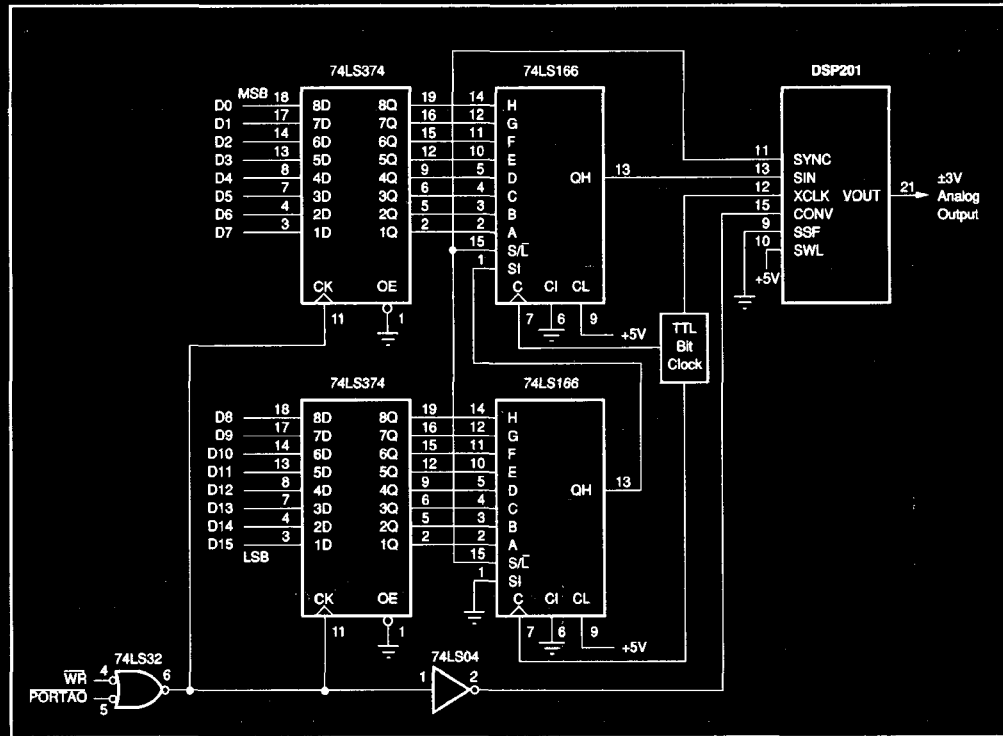 74LS374
74LS166
DSP201
MSB
D0 18 8D 8Q 19 14 H
D1 17 7D 7Q 16 12 G
D2 14 6D 6Q 15 11 F
D3 13 5D 5Q 12 10 E
D4 8 4D 4Q 9 5 D
D5 7 3D 3Q 6 4 C
D6 4 2D 2Q 5 3 B
D7 3 1D 1Q 2 2 A
15 S/L̅
1 SI
QH 13
CK OE
11 1
C CI CL
7 6 9 +5V
11 SYNC
13 SIN
12 XCLK VOUT 21
15 CONV
9 SSF
10 SWL
+5V
±3V
Analog
Output
TTL
Bit
Clock
74LS374
74LS166
D8 18 8D 8Q 19 14 H
D9 17 7D 7Q 16 12 G
D10 14 6D 6Q 15 11 F
D11 13 5D 5Q 12 10 E
D12 8 4D 4Q 9 5 D
D13 7 3D 3Q 6 4 C
D14 4 2D 2Q 5 3 B
D15 3 1D 1Q 2 2 A
LSB
15 S/L̅
1 SI
QH 13
CK OE
11 1
C CI CL
7 6 9 +5V
74LS32
W̅R̅ 4 6
P̅O̅R̅T̅A̅O̅ 5
74LS04
1 2